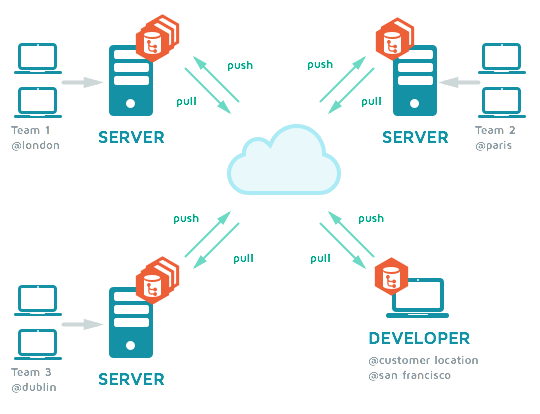 push
pull
push
pull
Team 1
@london
SERVER
SERVER
Team 2
@paris
push
pull
push
pull
Team 3
@dublin
SERVER
DEVELOPER
@customer location
@san francisco